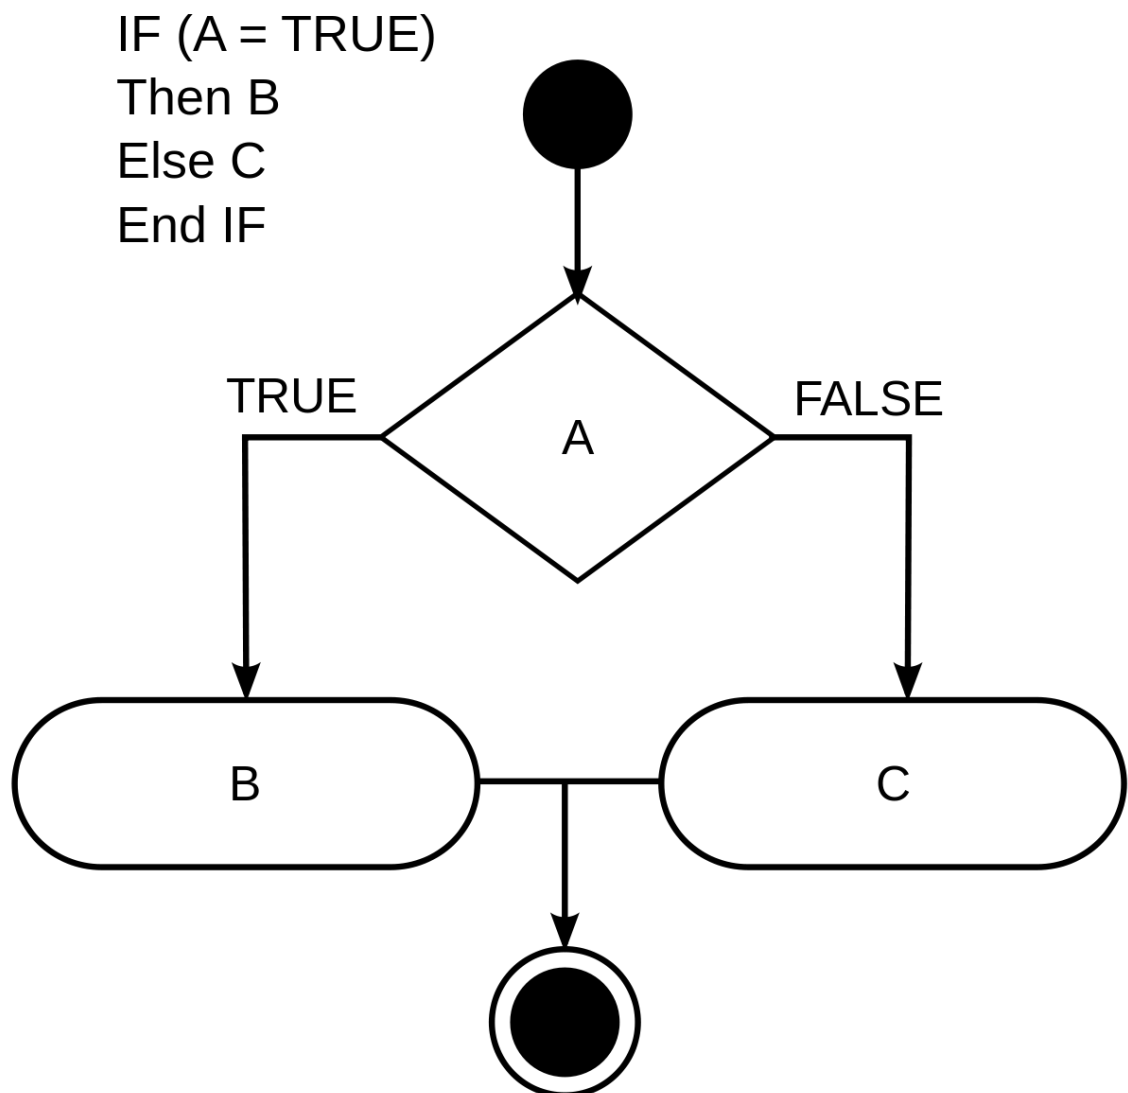 IF (A = TRUE)
Then B
Else C
End IF
TRUE
FALSE
A
B
C